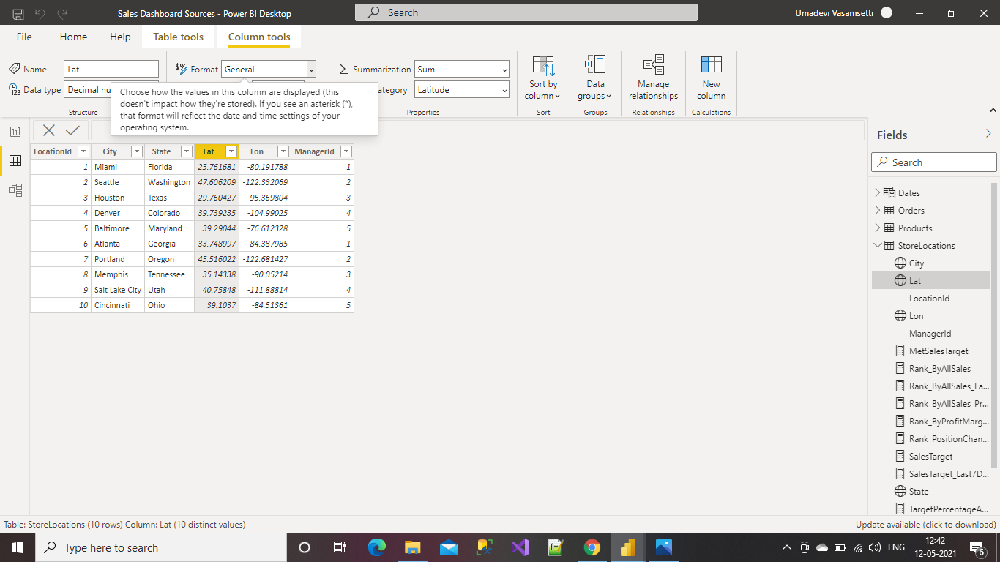 Sales Dashboard Sources - Power BI Desktop
Search
Umadevi Vasamsetti
File Home Help Table tools Column tools
Name Lat
$% Format General
Summarization Sum
Data type Decimal nu
ategory Latitude
Sort by column
Data groups
Manage relationships
New column
Structure
Properties
Sort
Groups
Relationships
Calculations
Choose how the values in this column are displayed (this
doesn't impact how they're stored). If you see an asterisk (*),
that format will reflect the date and time settings of your
operating system.
LocationId City State Lat Lon ManagerId
1 Miami Florida 25.761681 -80.191788 1
2 Seattle Washington 47.606209 -122.332069 2
3 Houston Texas 29.760427 -95.369804 3
4 Denver Colorado 39.739235 -104.99025 4
5 Baltimore Maryland 39.29044 -76.612328 5
6 Atlanta Georgia 33.748997 -84.387985 1
7 Portland Oregon 45.516022 -122.681427 2
8 Memphis Tennessee 35.14338 -90.05214 3
9 Salt Lake City Utah 40.75848 -111.88814 4
10 Cincinnati Ohio 39.1037 -84.51361 5
Fields
Search
Dates
Orders
Products
StoreLocations
City
Lat
LocationId
Lon
ManagerId
MetSalesTarget
Rank_ByAllSales
Rank_ByAllSales_La...
Rank_ByAllSales_Pr...
Rank_ByProfitMarg...
Rank_PositionChan...
SalesTarget
SalesTarget_Last7D...
State
TargetPercentageA...
Table: StoreLocations (10 rows) Column: Lat (10 distinct values)
Update available (click to download)
Type here to search
ENG
12:42
12-05-2021
6